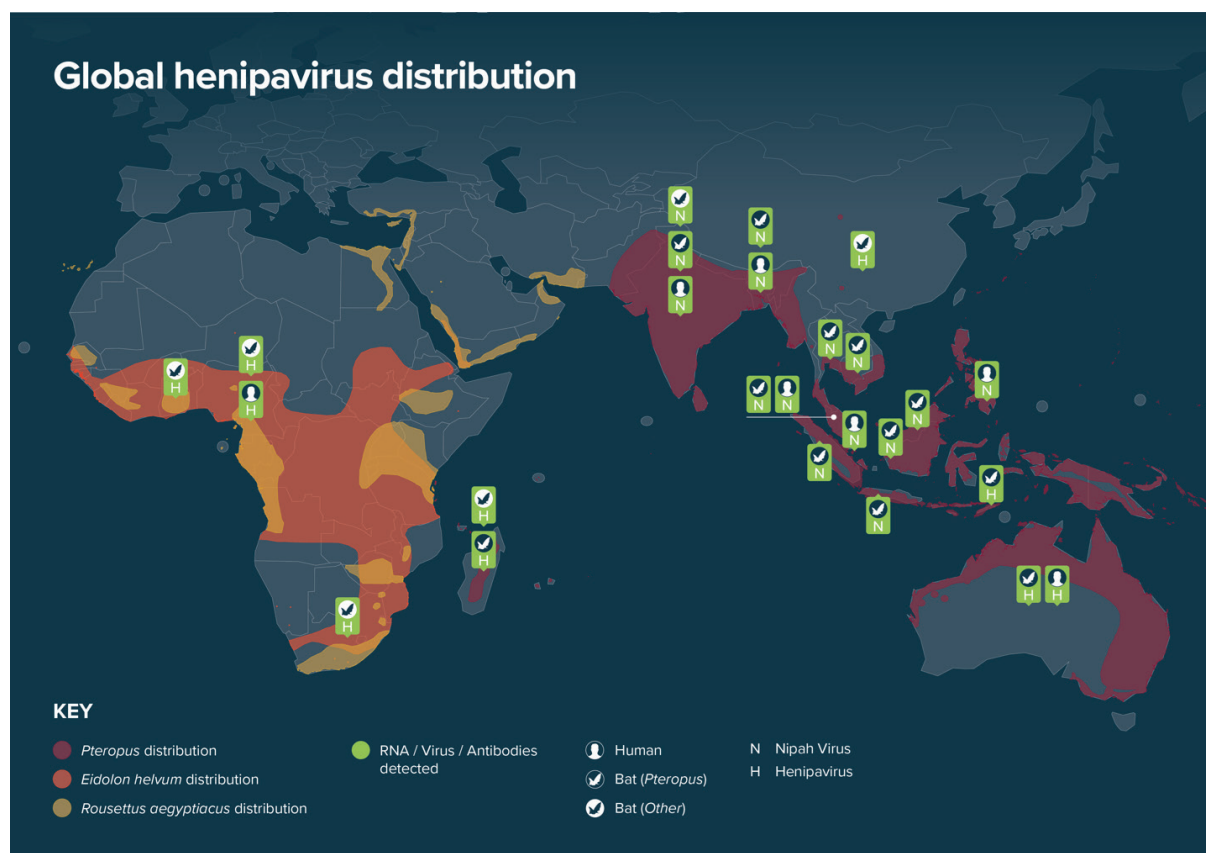 Global henipavirus distribution
N
N
N
N
N
H
H
H
H
N
N
N
N
N
N
N
N
N
H
N
H
H
H
H
H
KEY
Pteropus distribution
Eidolon helvum distribution
Rousettus aegyptiacus distribution
RNA / Virus / Antibodies
detected
Human
Bat (Pteropus)
Bat (Other)
N Nipah Virus
H Henipavirus